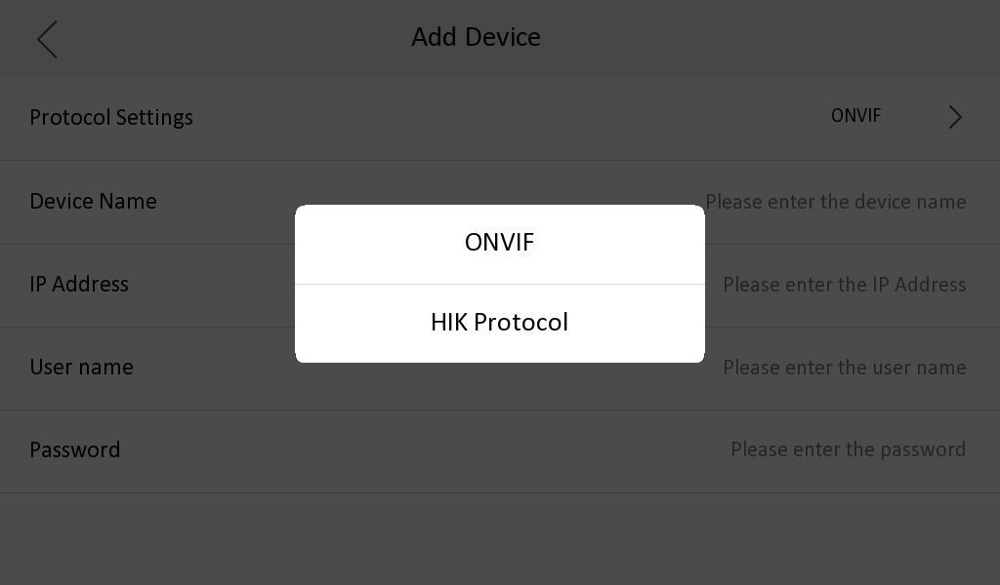 Add Device
Protocol Settings ONVIF
Device Name Please enter the device name
ONVIF
IP Address Please enter the IP Address
HIK Protocol
User name Please enter the user name
Password Please enter the password